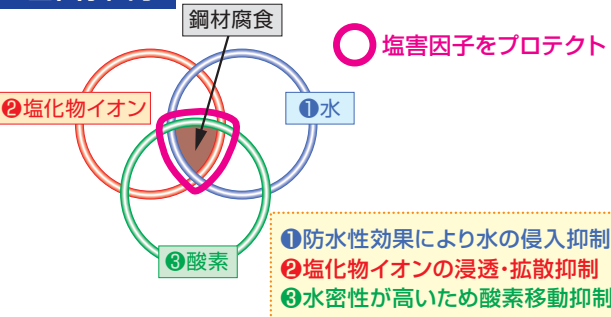 鋼材腐食
塩害因子をプロテクト
❷塩化物イオン
❶水
❸酸素
❶防水性効果により水の侵入抑制
❷塩化物イオンの浸透・拡散抑制
❸水密性が高いため酸素移動抑制